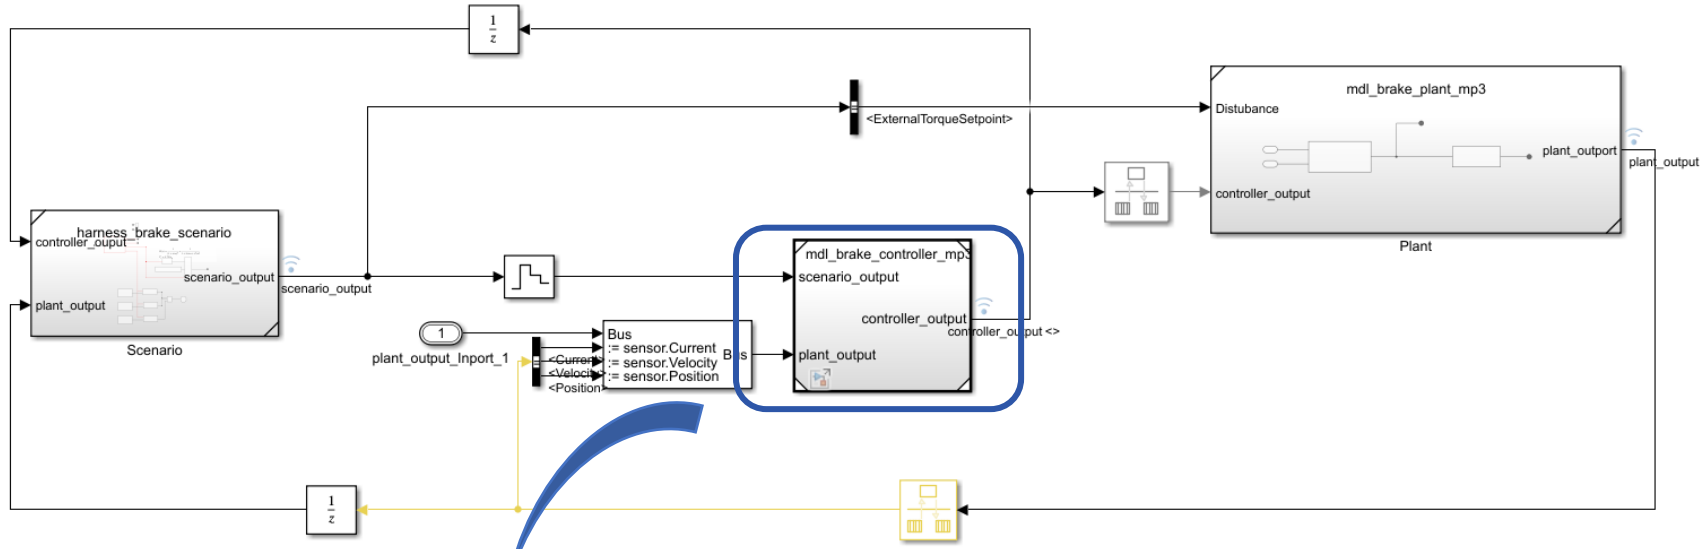 1
z
<ExternalTorqueSetpoint>
mdl_brake_plant_mp3
Distubance
plant_outport
plant_output
controller_output
Plant
harness_brake_scenario
controller_ouput
scenario_output
plant_output
scenario_output
Scenario
mdl_brake_controller_mp3
scenario_output
controller_output
controller_output <>
plant_output
1
plant_output_Inport_1
Bus
:= sensor.Current
:= sensor.Velocity
:= sensor.Position
Bus
<Current>
<Velocity>
<Position>
1
z